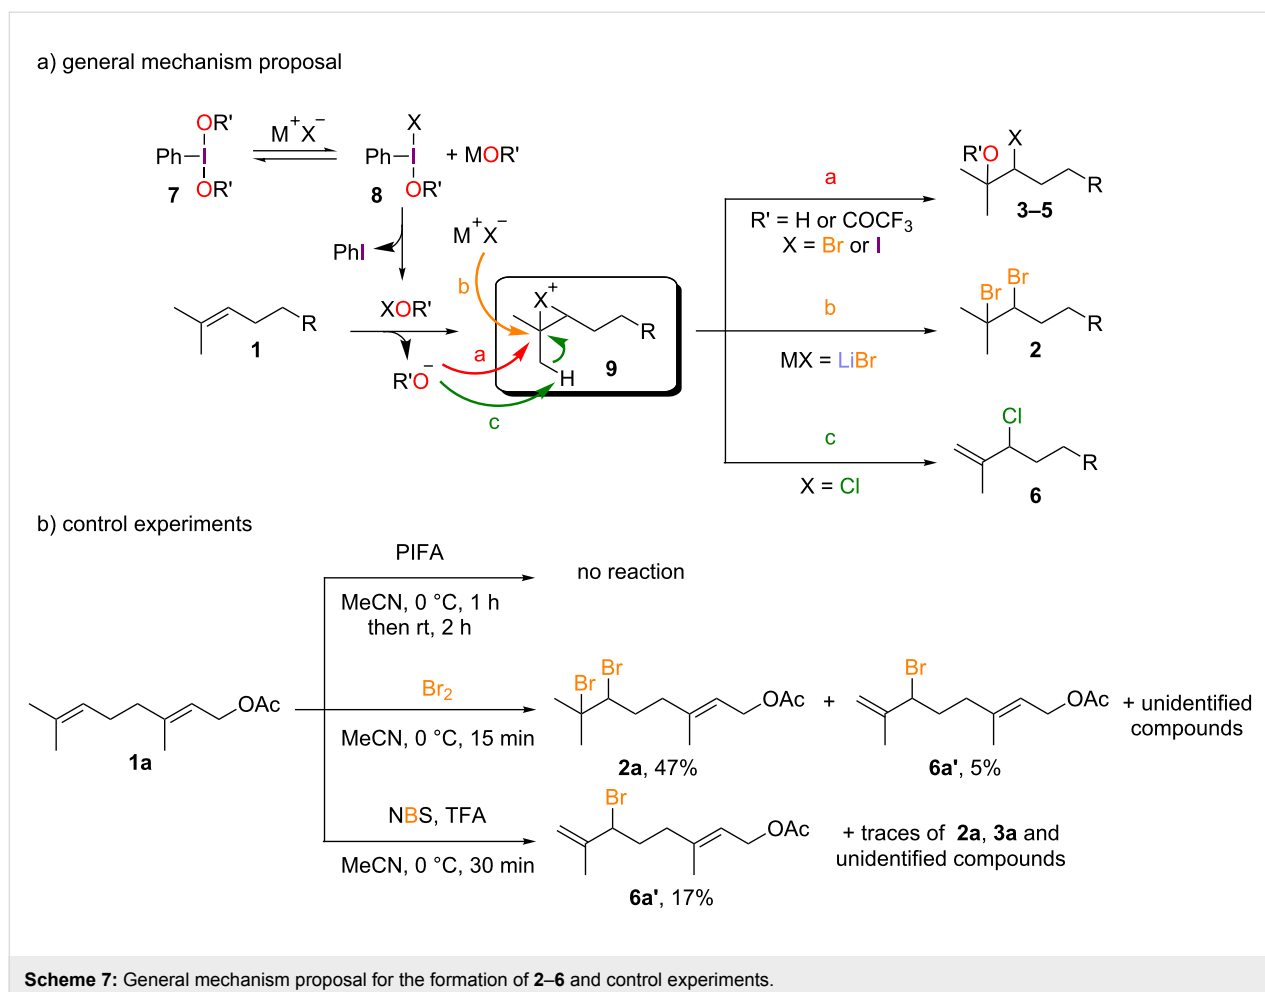 a) general mechanism proposal
OR'
Ph I
OR'
7
M+X−
X
Ph I
OR'
8
+ MOR'
PhI
M+X−
b
XOR'
R'O−
a
c
R
1
X+
R
H
9
a
R' = H or COCF3
X = Br or I
R'O X
R
3–5
b
MX = LiBr
Br Br
R
2
c
X = Cl
Cl
R
6
b) control experiments
PIFA
MeCN, 0 °C, 1 h
then rt, 2 h
no reaction
OAc
1a
Br2
MeCN, 0 °C, 15 min
Br
Br
OAc
2a, 47%
+
Br
OAc
6a', 5%
+ unidentified
compounds
NBS, TFA
MeCN, 0 °C, 30 min
Br
OAc
6a', 17%
+ traces of 2a, 3a and
unidentified compounds
Scheme 7: General mechanism proposal for the formation of 2–6 and control experiments.